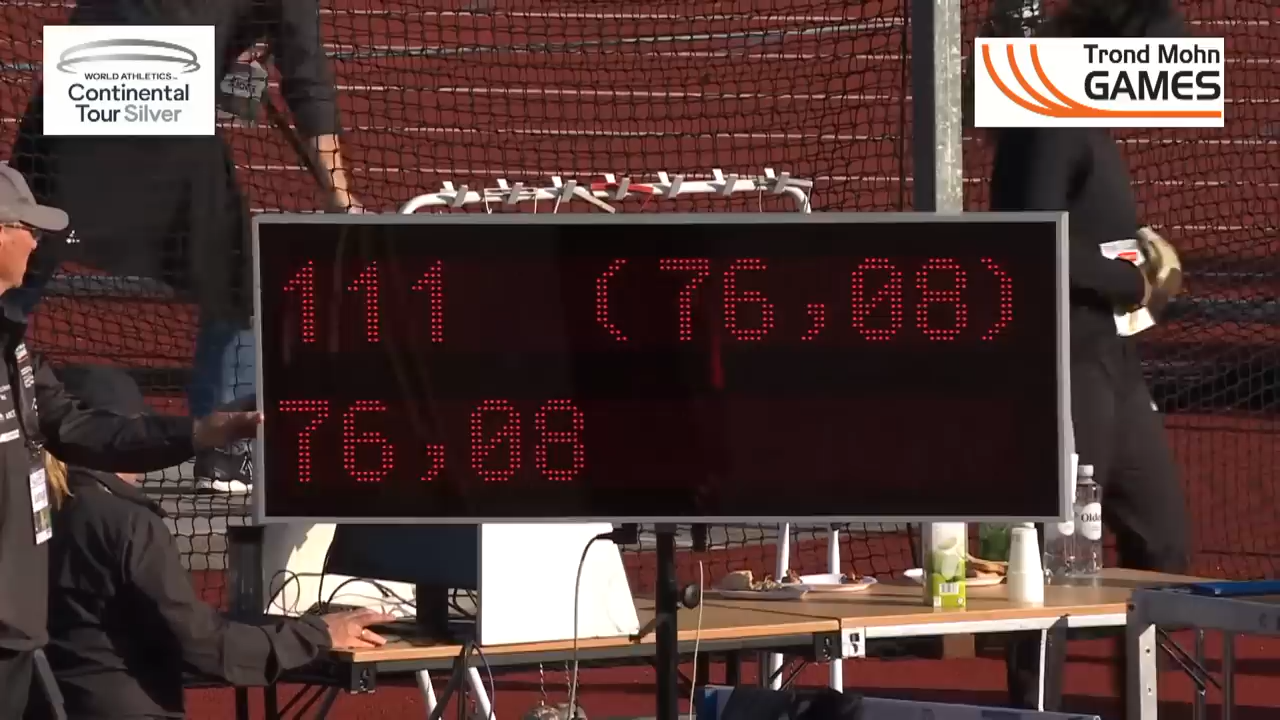 WORLD ATHLETICS
Continental
Tour Silver
Trond Mohn
GAMES
111 (76,08)
76,08